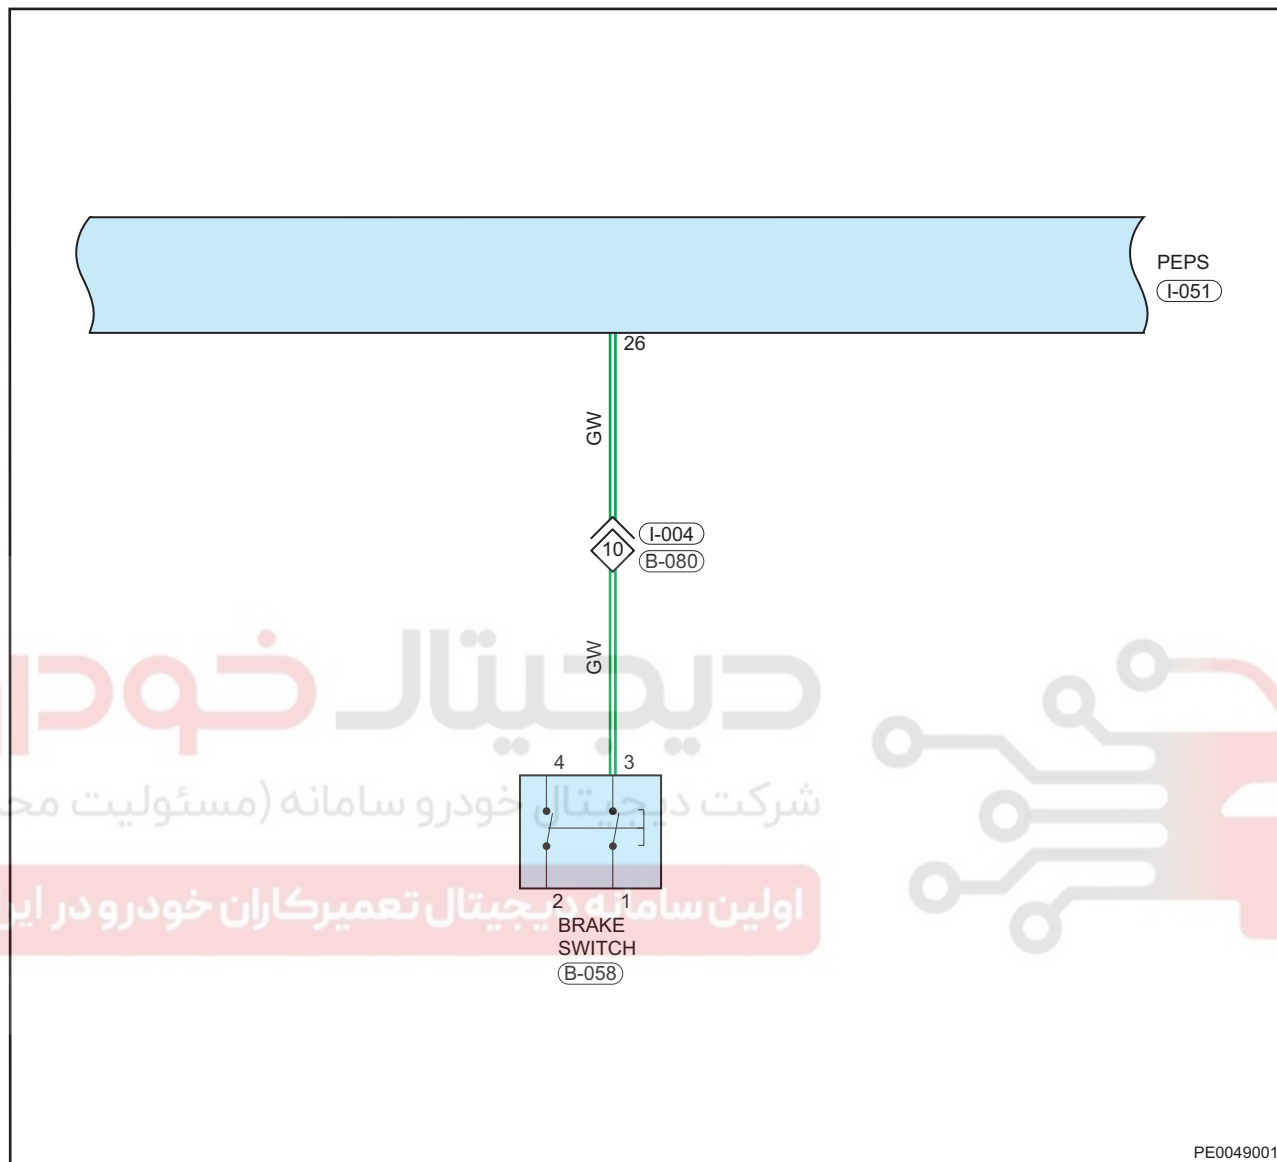 PEPS
I-051
26
GW
I-004
10
B-080
GW
دیجیتال
4 3
شرکت دیجیتال خودرو سامانه (مسئولیت
2 1
اولین سامانه دیجیتال تعمیرکاران خودرو در
BRAKE
SWITCH
B-058
PE0049001